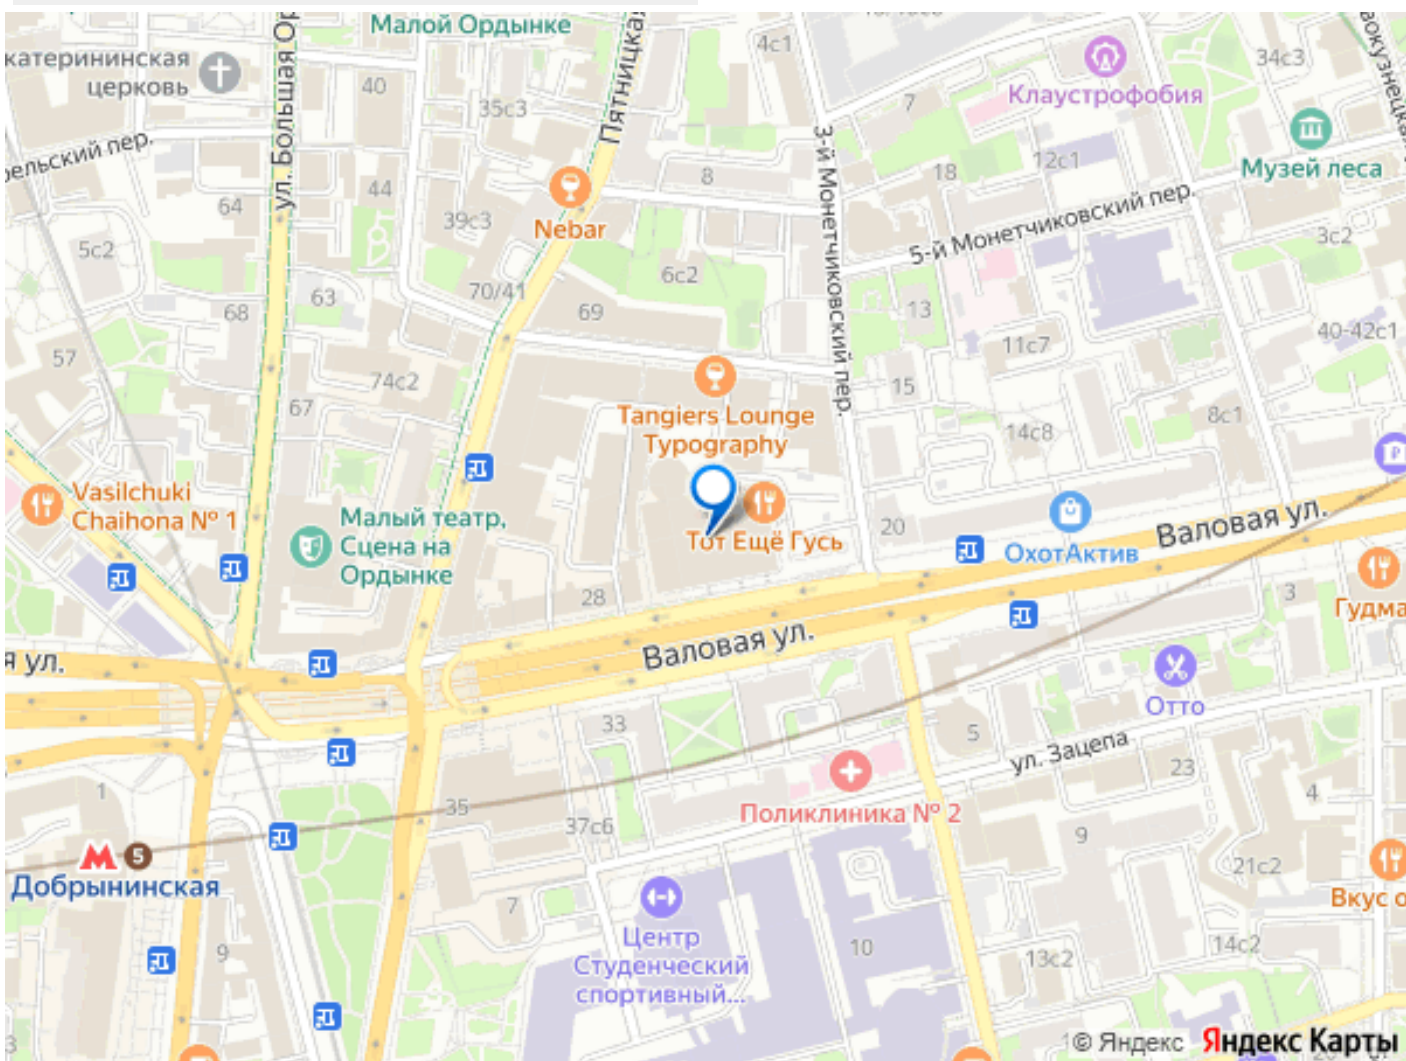 Малой Ордынке
4с1
34с3
катерининская
церковь
40
35с3
Пятницкая
7
Клаустрофобия
ул. Большая Ор
3-й Монетчиковский пер.
вокузнецкая
Музей леса
12с1
18
8
44
64
39с3
Nebar
5-й Монетчиковский пер.
5с2
3с2
6с2
70/41
63
68
69
13
40-42с1
57
11с7
74с2
15
67
Tangiers Lounge
Typography
8с1
14с8
Vasilchuki
Chaihona № 1
Малый театр,
Сцена на
Ордынке
Тот Ещё Гусь
20
ОхотАктив
Валовая ул.
28
3
Гудма
Валовая ул.
я ул.
Отто
33
5
ул. Зацепа
23
1
35
37с6
Поликлиника № 2
4
9
5
Добрынинская
21с2
Вкус о
7
Центр
Студенческий
спортивный...
10
9
14с2
13с2
3
© Яндекс Яндекс Карты